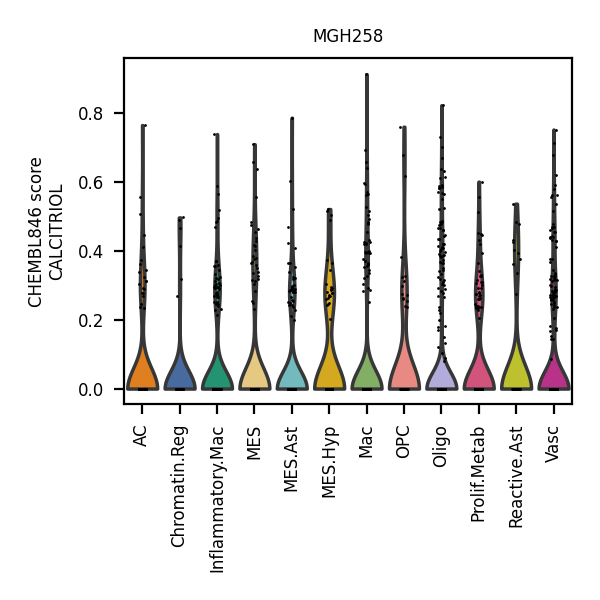 MGH258
CHEMBL846 score
CALCITRIOL
0.8
0.6
0.4
0.2
0.0
AC
Chromatin.Reg
Inflammatory.Mac
MES
MES.Ast
MES.Hyp
Mac
OPC
Oligo
Prolif.Metab
Reactive.Ast
Vasc